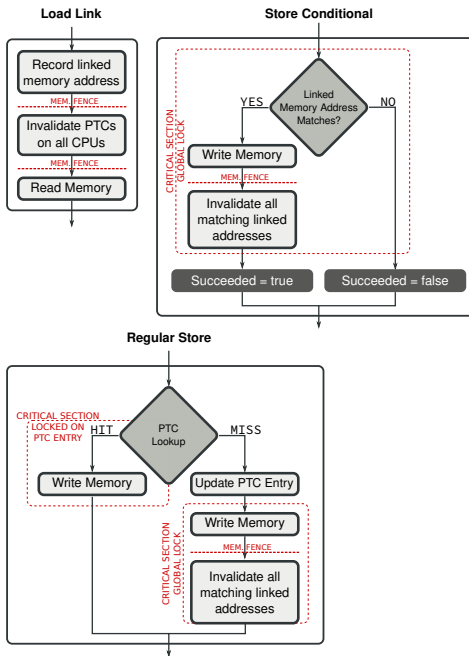 Load Link
Record linked
memory address
MEM. FENCE
Invalidate PTCs
on all CPUs
MEM. FENCE
Read Memory
Store Conditional
Linked
Memory Address
Matches?
YES
NO
CRITICAL SECTION
GLOBAL LOCK
Write Memory
MEM. FENCE
Invalidate all
matching linked
addresses
Succeeded = true
Succeeded = false
Regular Store
CRITICAL SECTION
LOCKED ON
PTC ENTRY
HIT
PTC
Lookup
MISS
Write Memory
Update PTC Entry
CRITICAL SECTION
GLOBAL LOCK
Write Memory
MEM. FENCE
Invalidate all
matching linked
addresses